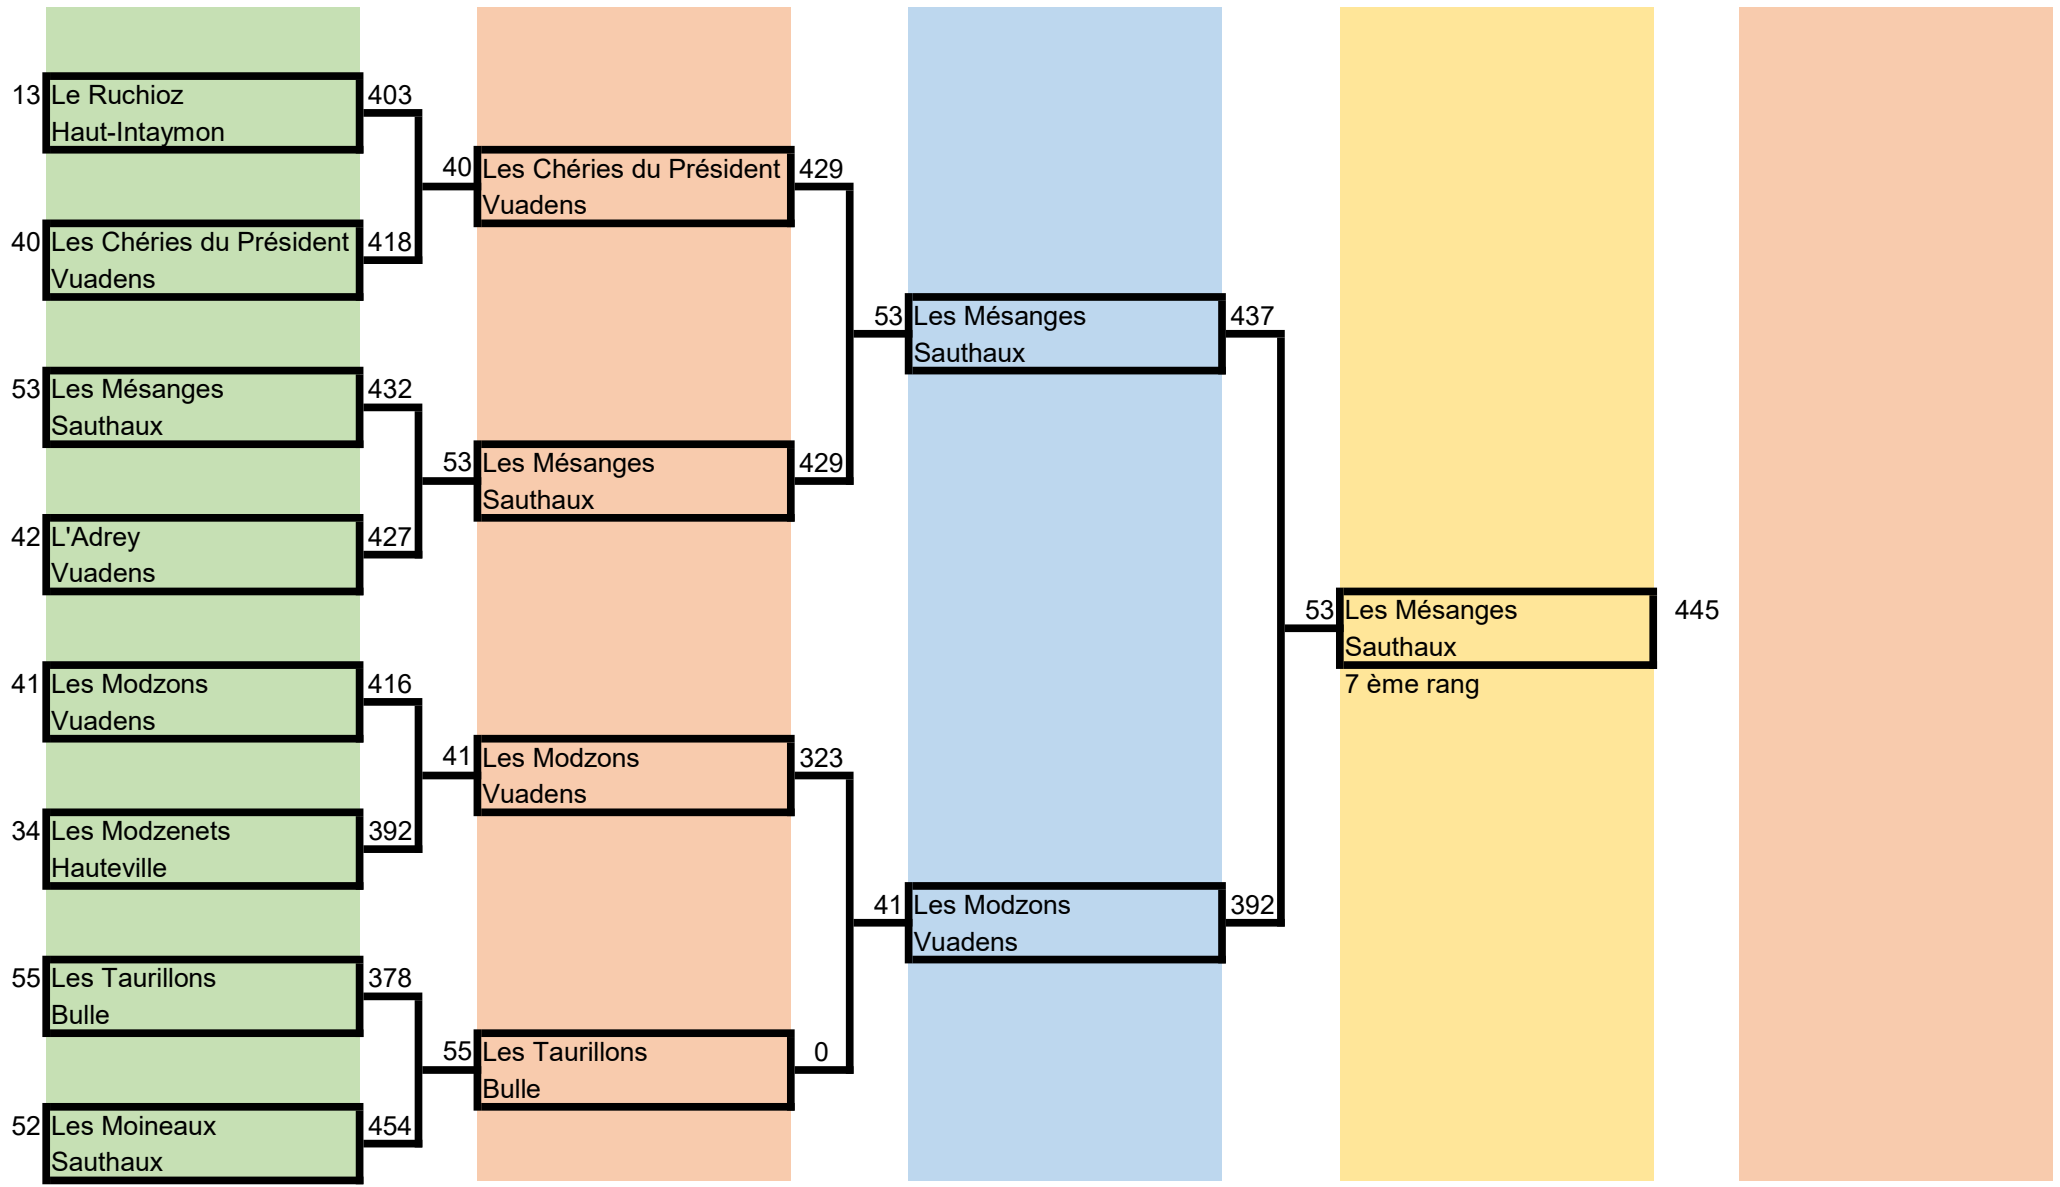 13 Le Ruchioz 403
Haut-Intaymon
40 Les Chéries du Président 418
Vuadens
53 Les Mésanges 432
Sauthaux
42 L'Adrey 427
Vuadens
41 Les Modzons 416
Vuadens
34 Les Modzenets 392
Hauteville
55 Les Taurillons 378
Bulle
52 Les Moineaux 454
Sauthaux
40 Les Chéries du Président 429
Vuadens
53 Les Mésanges 429
Sauthaux
41 Les Modzons 323
Vuadens
55 Les Taurillons 0
Bulle
53 Les Mésanges 437
Sauthaux
41 Les Modzons 392
Vuadens
53 Les Mésanges 445
Sauthaux
7 ème rang